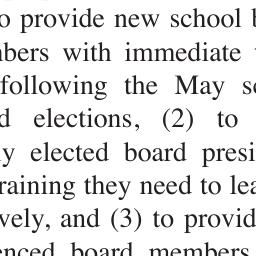 o provide new school b
bers with immediate
following the May s
d elections, (2) to
y elected board presi
raining they need to lea
vely, and (3) to provid
enced board members